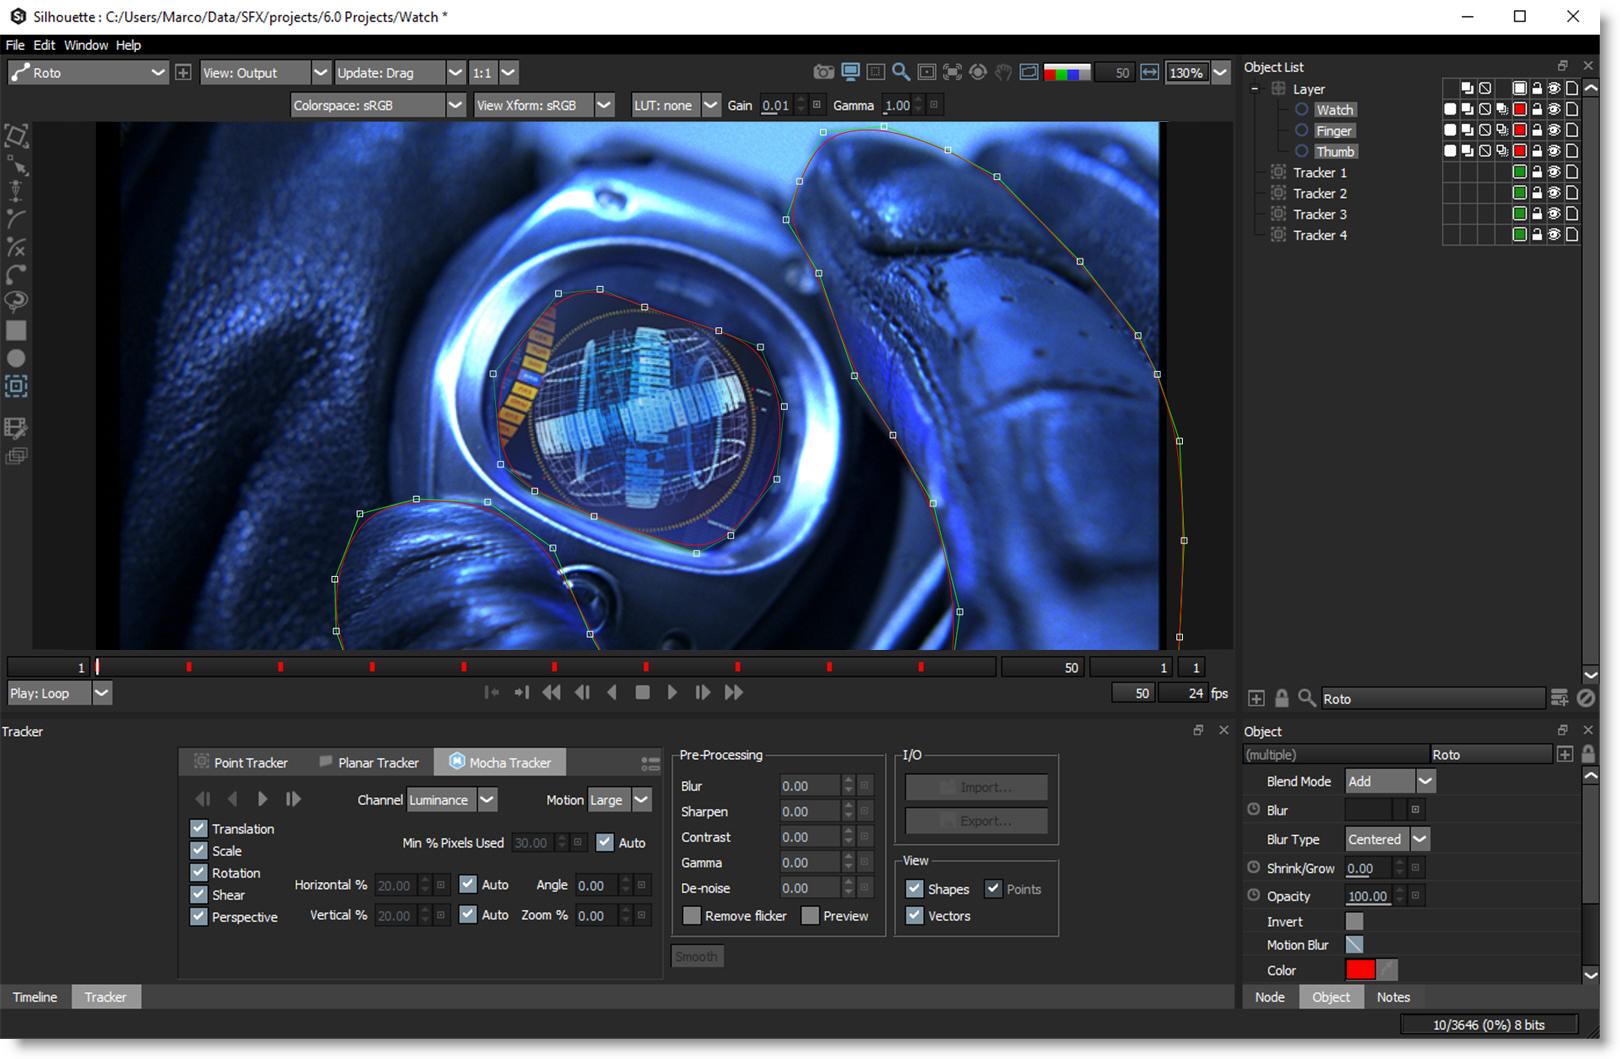 Silhouette : C:/Users/Marco/Data/SFX/projects/6.0 Projects/Watch *
File Edit Window Help
Roto View: Output Update: Drag 1:1 50 130%
Colorspace: sRGB View Xform: sRGB LUT: none Gain 0.01 Gamma 1.00
Object List
Layer
Watch
Finger
Thumb
Tracker 1
Tracker 2
Tracker 3
Tracker 4
1 50 1 1
Play: Loop 50 24 fps
Roto
Tracker
Point Tracker Planar Tracker Mocha Tracker
Channel Luminance Motion Large
Translation
Scale
Rotation
Shear
Perspective
Min % Pixels Used 30.00 Auto
Horizontal % 20.00 Auto Angle 0.00
Vertical % 20.00 Auto Zoom % 0.00
Pre-Processing
Blur 0.00
Sharpen 0.00
Contrast 0.00
Gamma 0.00
De-noise 0.00
Remove flicker Preview
Smooth
I/O
Import...
Export...
View
Shapes Points
Vectors
Object
(multiple) Roto
Blend Mode Add
Blur
Blur Type Centered
Shrink/Grow 0.00
Opacity 100.00
Invert
Motion Blur
Color
Timeline Tracker
Node Object Notes
10/3646 (0%) 8 bits